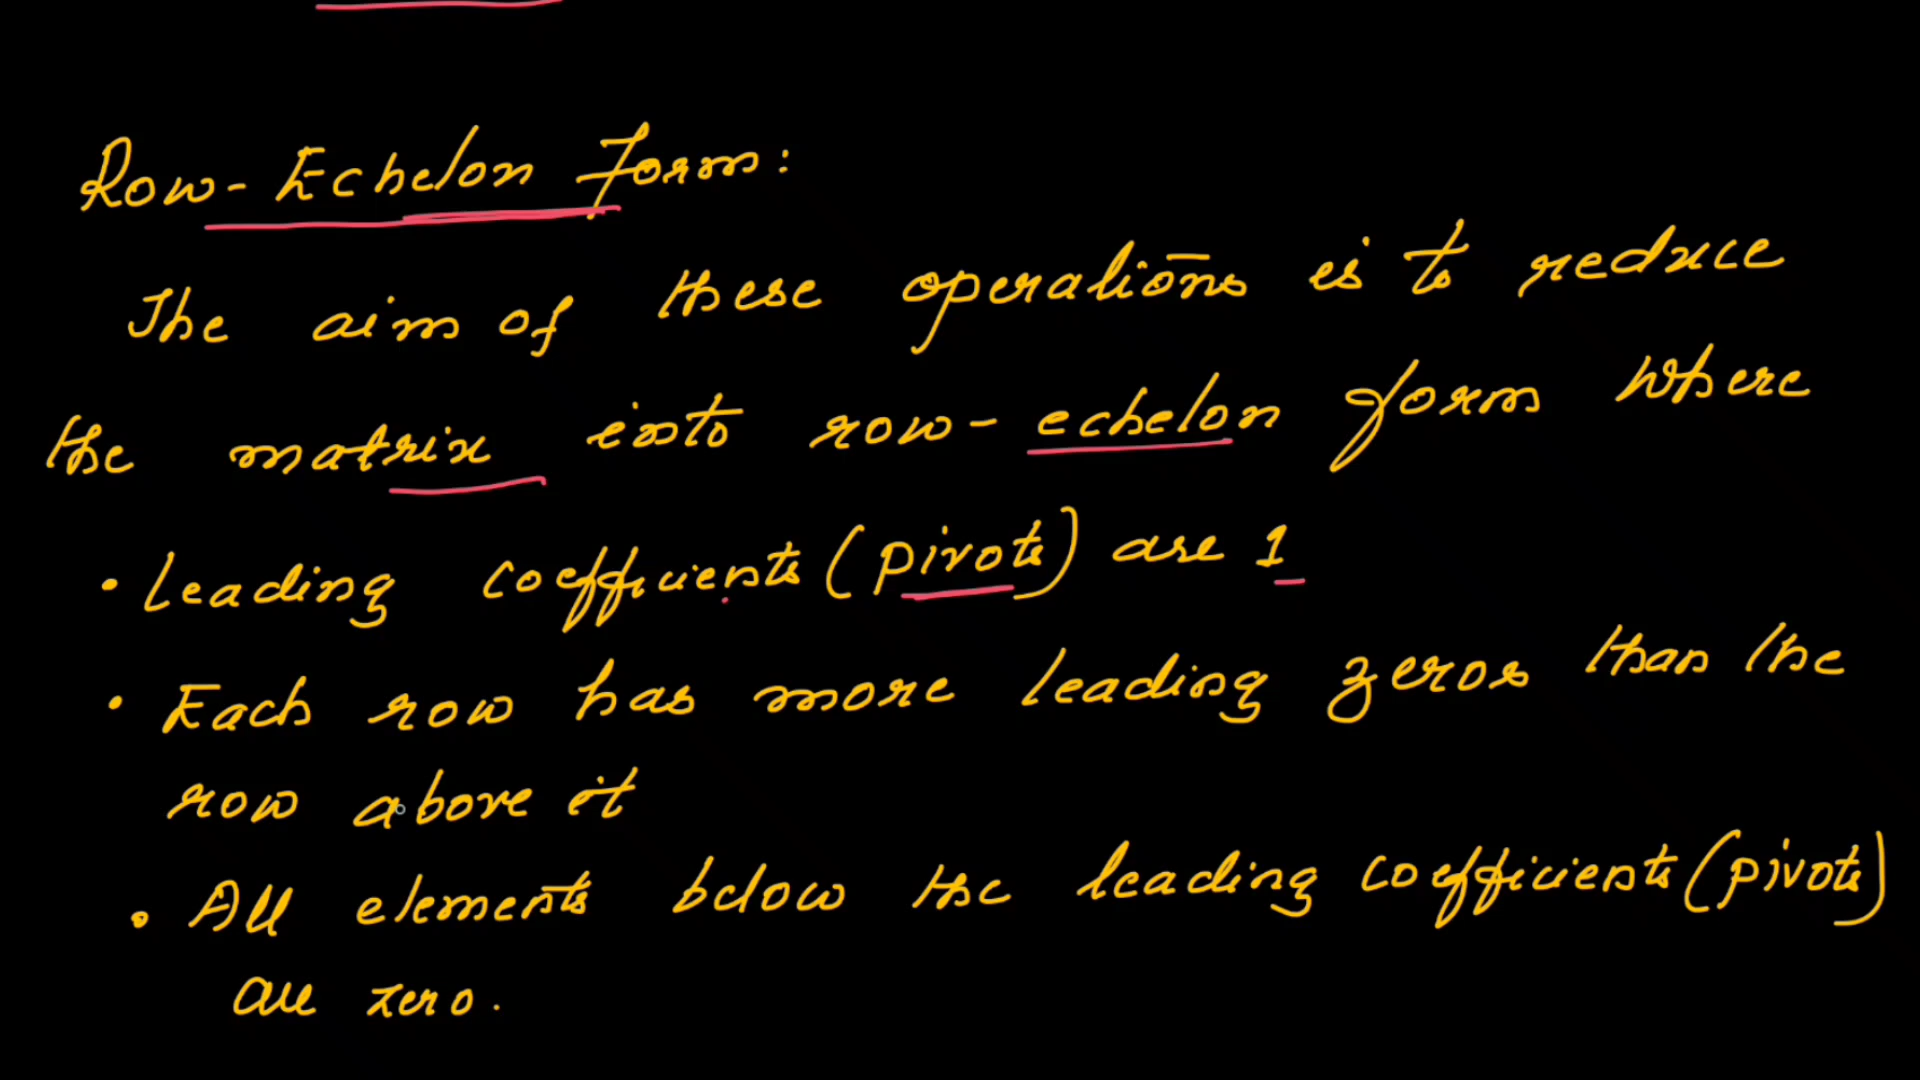 Row-Echelon Form:
The aim of these operations is to reduce
the matrix into row-echelon form where
• Leading coefficients (pivots) are 1
• Each row has more leading zeros than the
row above it
• All elements below the leading coefficients (pivots)
are zero.